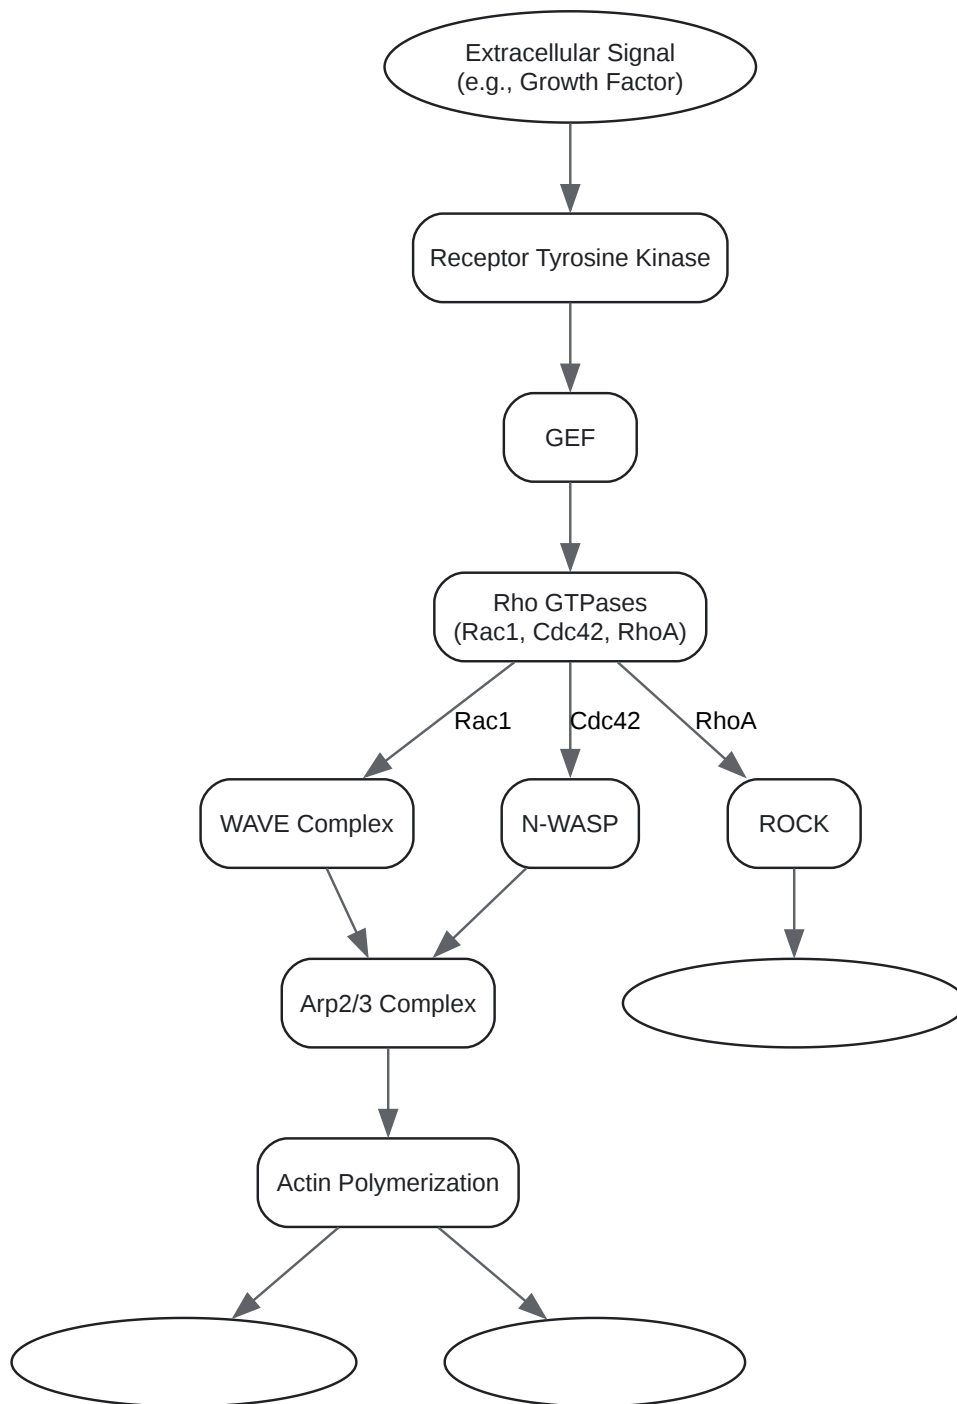 Extracellular Signal
(e.g., Growth Factor)
Receptor Tyrosine Kinase
GEF
Rho GTPases
(Rac1, Cdc42, RhoA)
Rac1
Cdc42
RhoA
WAVE Complex
N-WASP
ROCK
Arp2/3 Complex
Actin Polymerization